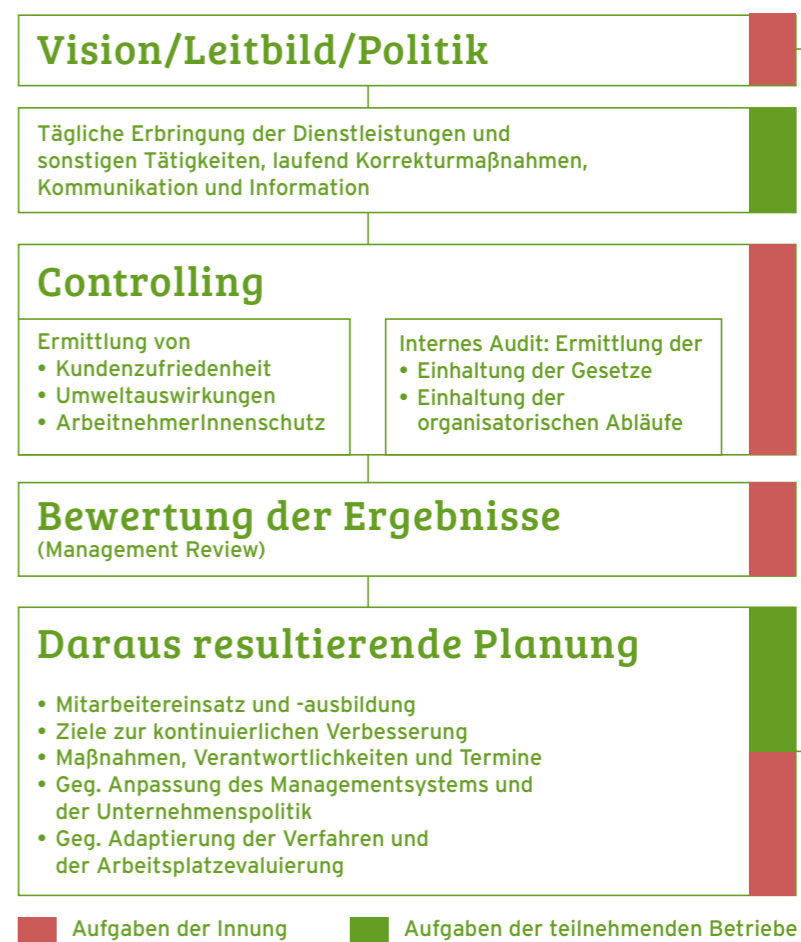 Vision/Leitbild/Politik
Tägliche Erbringung der Dienstleistungen und
sonstigen Tätigkeiten, laufend Korrekturmaßnahmen,
Kommunikation und Information
Controlling
Ermittlung von
• Kundenzufriedenheit
• Umweltauswirkungen
• ArbeitnehmerInnenschutz
Internes Audit: Ermittlung der
• Einhaltung der Gesetze
• Einhaltung der
organisatorischen Abläufe
Bewertung der Ergebnisse
(Management Review)
Daraus resultierende Planung
• Mitarbeitereinsatz und -ausbildung
• Ziele zur kontinuierlichen Verbesserung
• Maßnahmen, Verantwortlichkeiten und Termine
• Geg. Anpassung des Managementsystems und
der Unternehmenspolitik
• Geg. Adaptierung der Verfahren und
der Arbeitsplatzevaluierung
Aufgaben der Innung
Aufgaben der teilnehmenden Betriebe